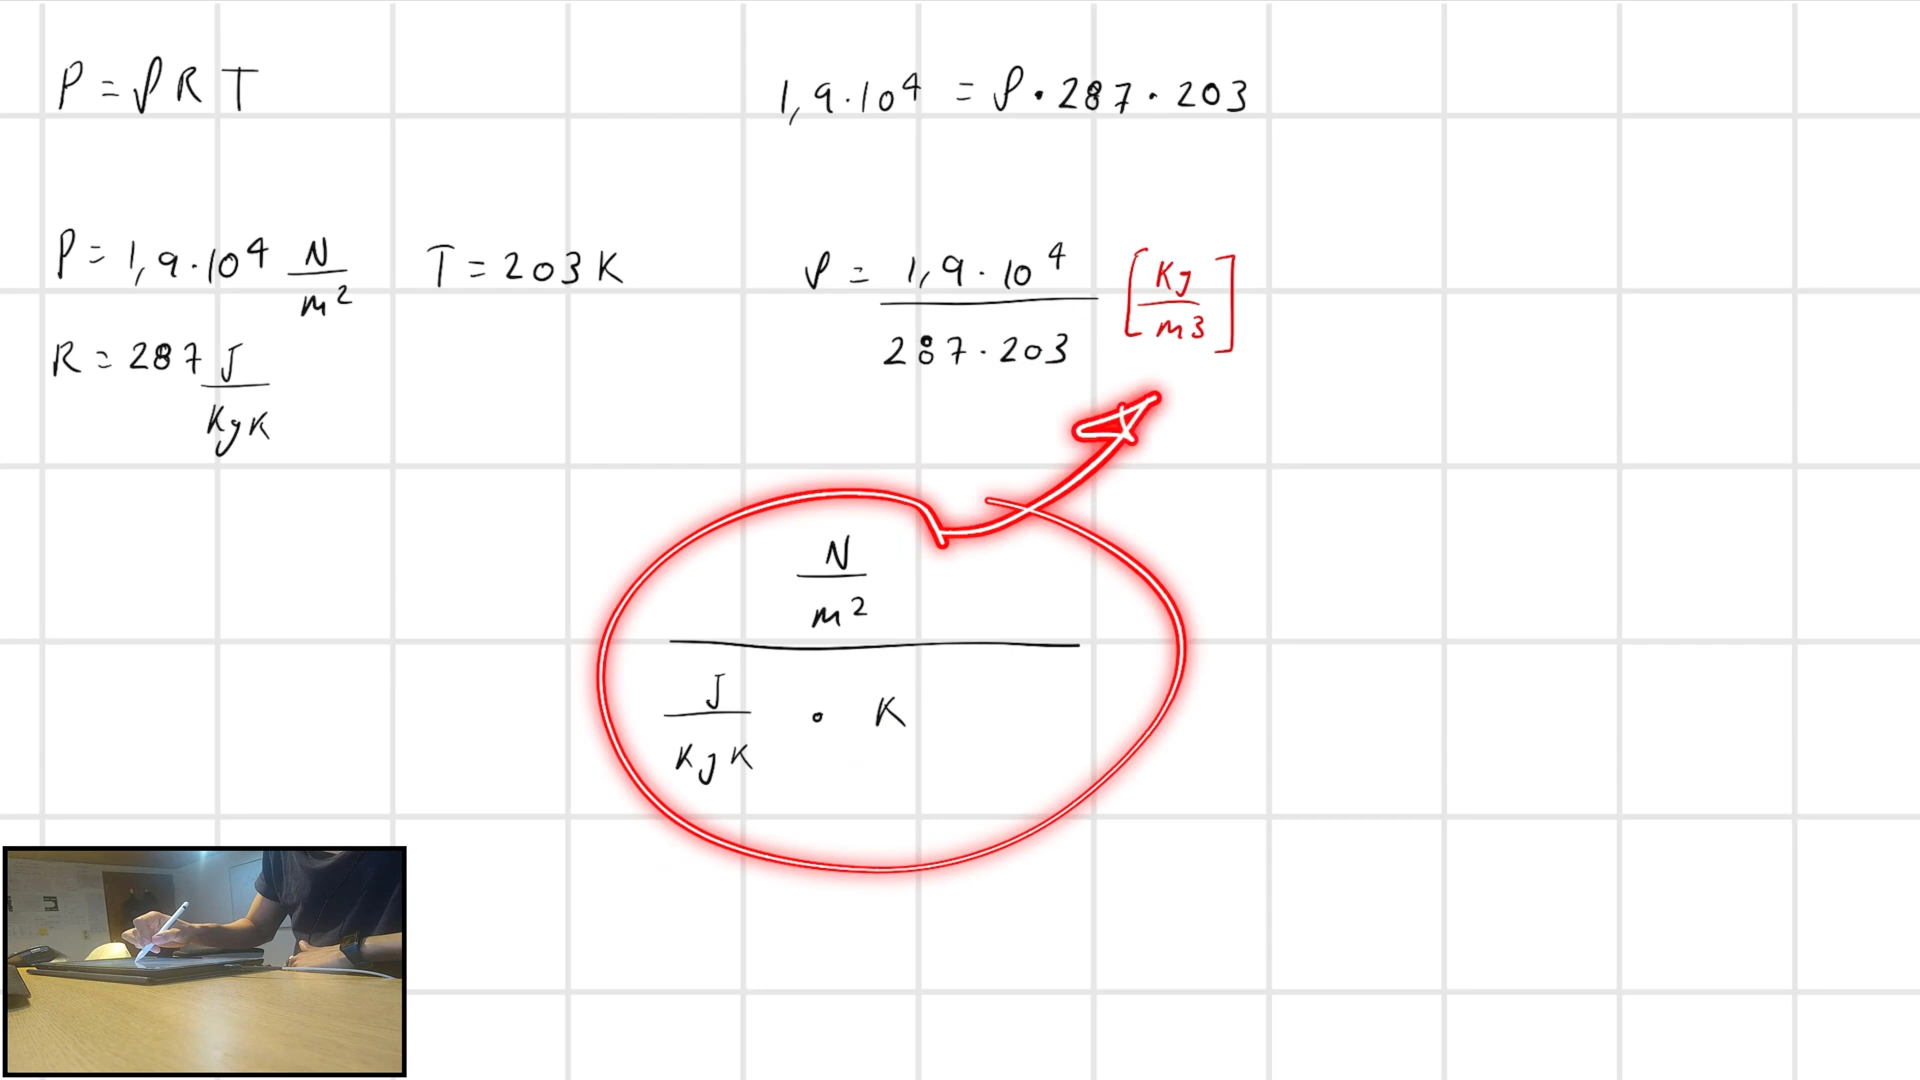 P = ρ R T
1,9 · 10⁴ = ρ · 287 · 203
P = 1,9 · 10⁴ N/m²
T = 203 K
R = 287 J/KgK
ρ = 1,9 · 10⁴ / 287 · 203 [Kg/m3]
N
m²
J · K
KgK